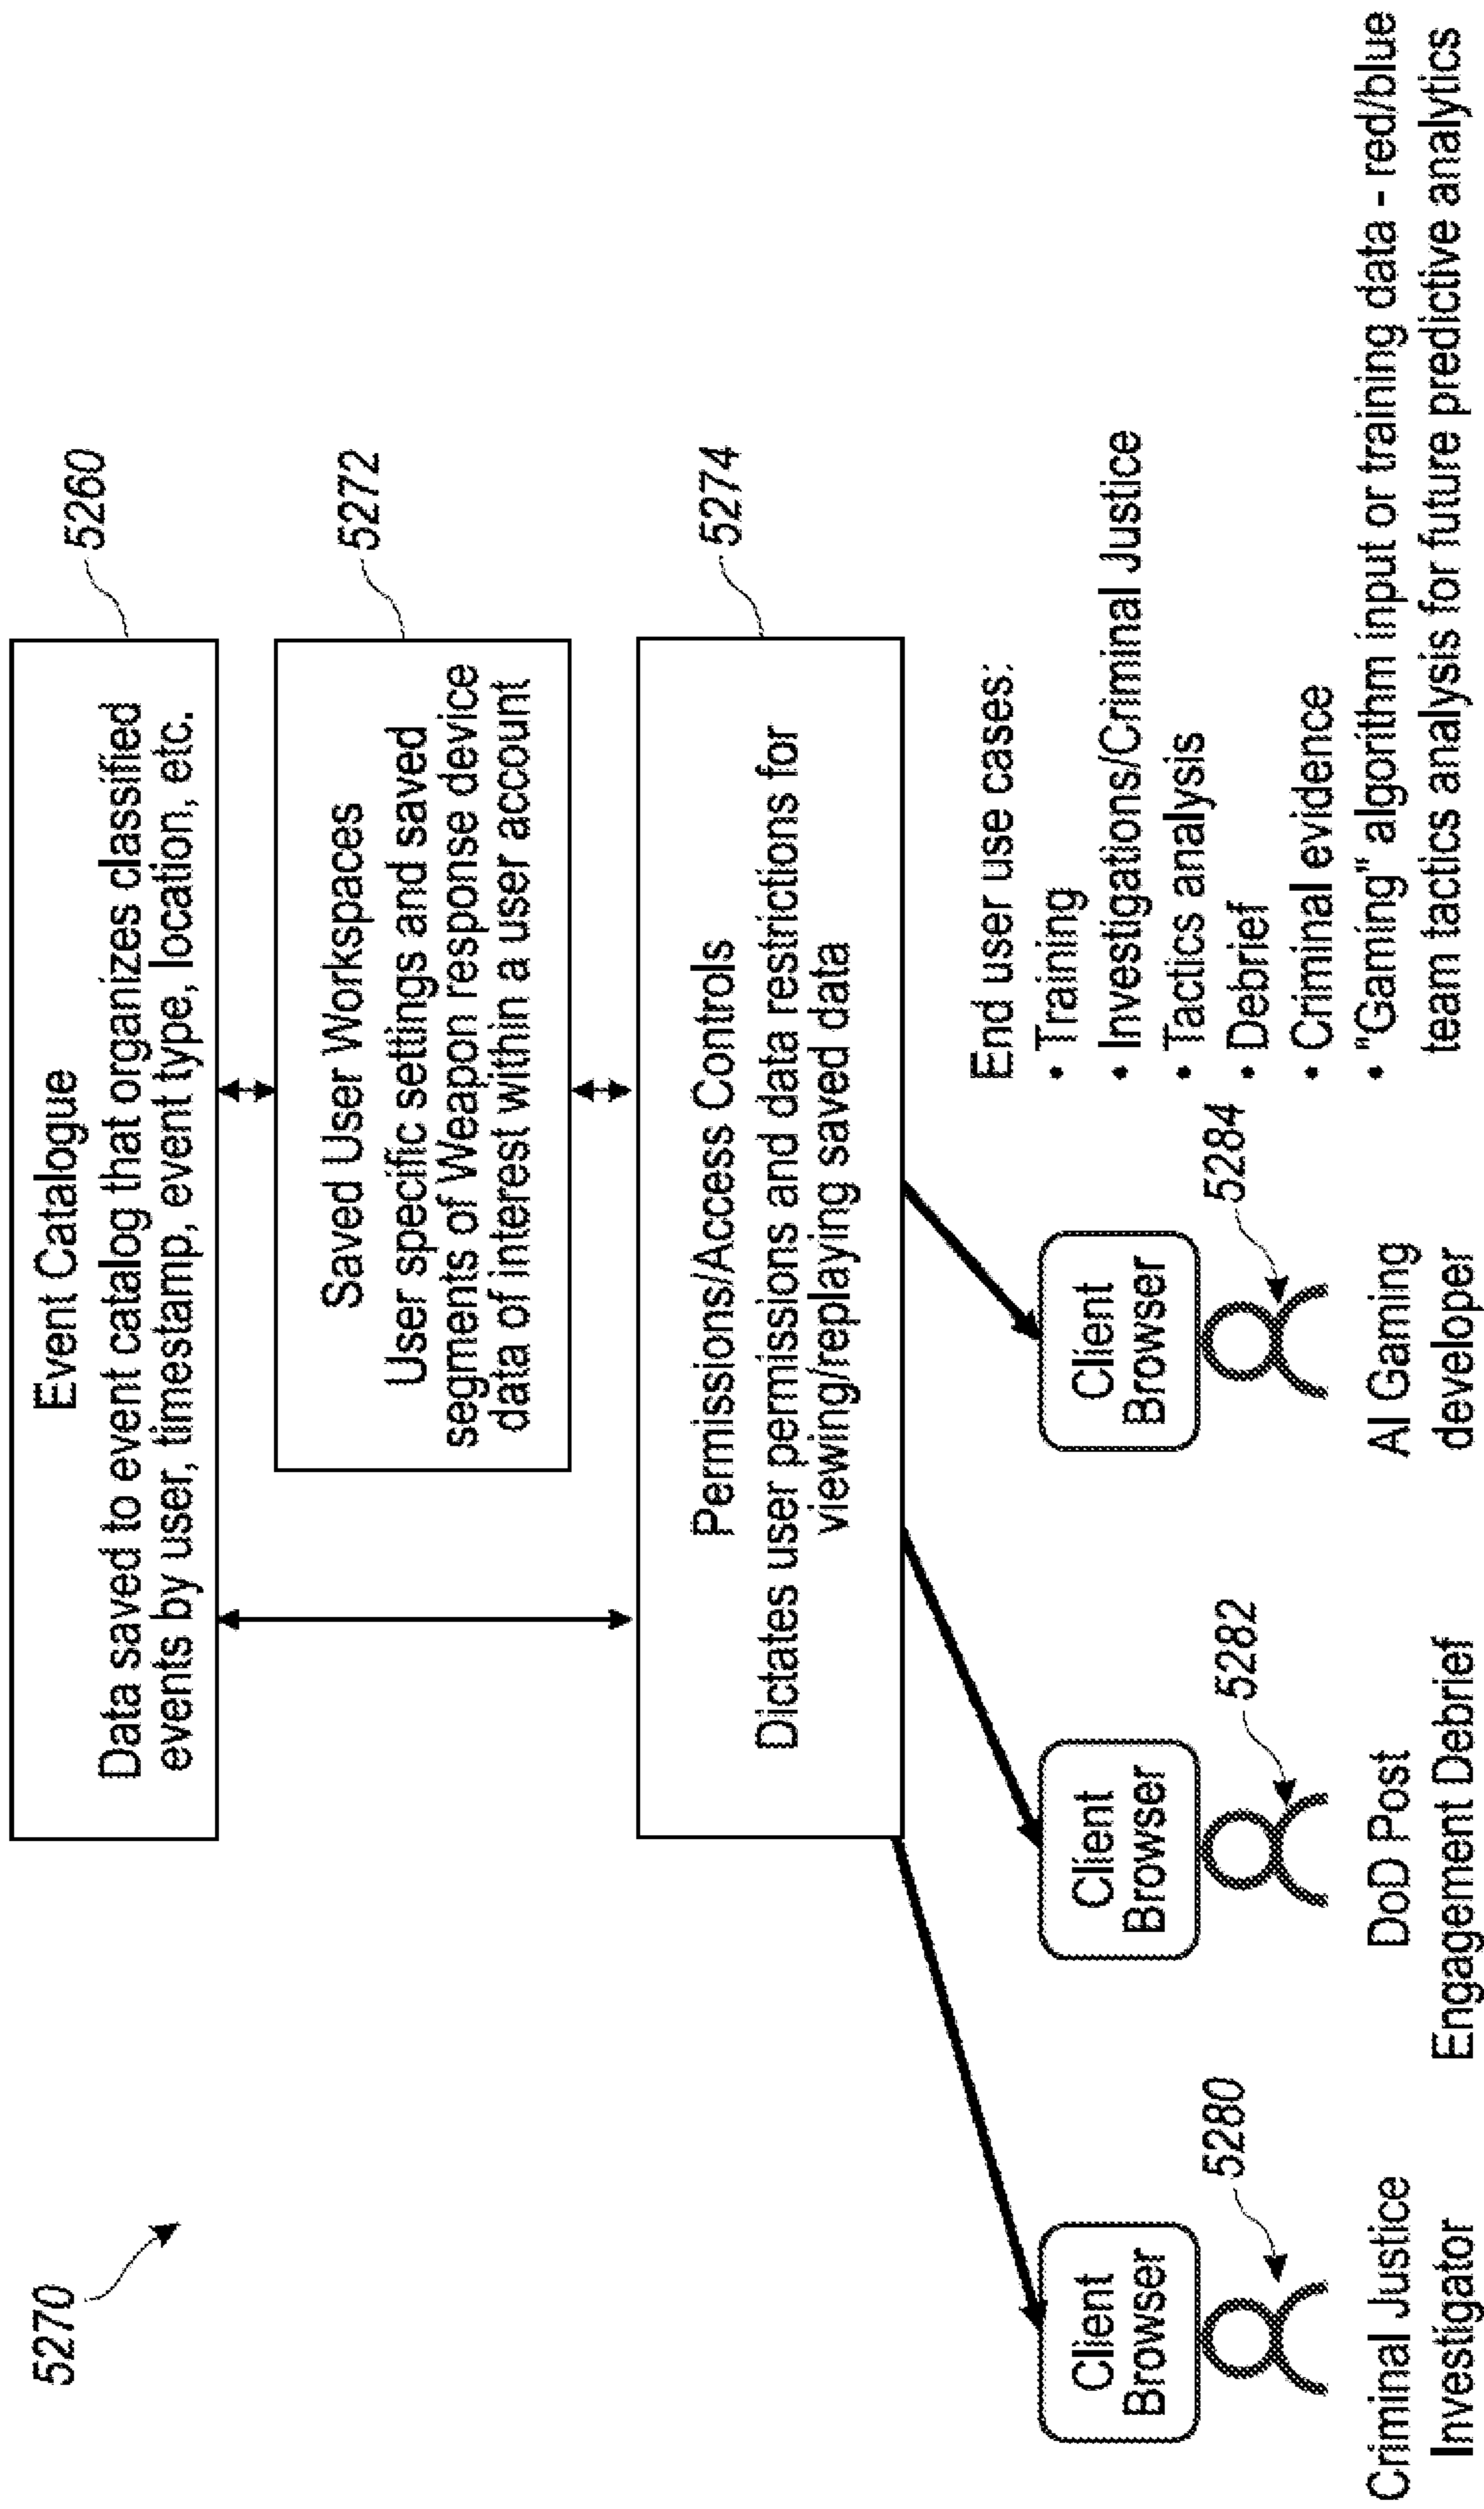 5270
Event Catalogue
Data saved to event catalog that organizes classified
events by user, timestamp, event type, location, etc.
5260
Saved User Workspaces
User specific settings and saved
segments of Weapon response device
data of interest within a user account
5272
Permissions/Access Controls
Dictates user permissions and data restrictions for
viewing/replaying saved data
5274
Client
Browser
5280
Criminal Justice
Investigator
Client
Browser
5282
DoD Post
Engagement Debrief
Client
Browser
5284
AI Gaming
developer
End user use cases:
• Training
• Investigations/Criminal Justice
• Tactics analysis
• Debrief
• Criminal evidence
• "Gaming" algorithm input or training data - red/blue
team tactics analysis for future predictive analytics